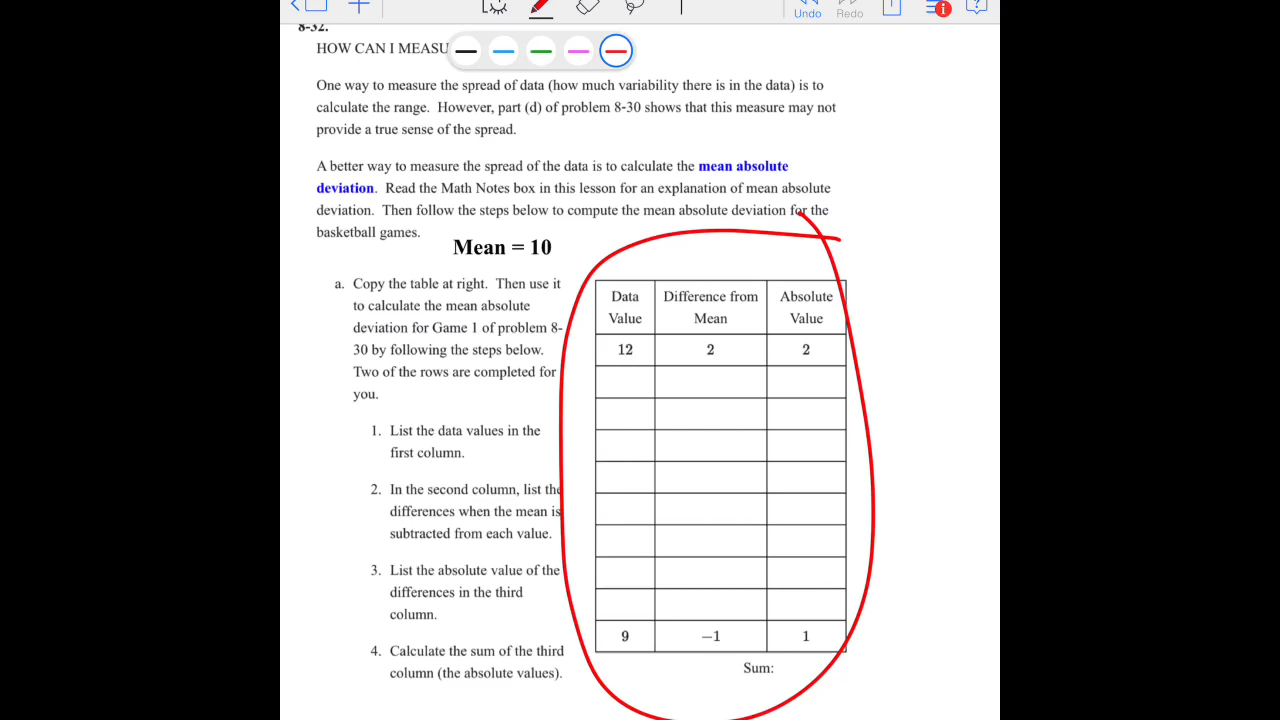 Undo Redo
8-32.
HOW CAN I MEASU
One way to measure the spread of data (how much variability there is in the data) is to
calculate the range. However, part (d) of problem 8-30 shows that this measure may not
provide a true sense of the spread.
A better way to measure the spread of the data is to calculate the mean absolute
deviation. Read the Math Notes box in this lesson for an explanation of mean absolute
deviation. Then follow the steps below to compute the mean absolute deviation for the
basketball games.
Mean = 10
a. Copy the table at right. Then use it
to calculate the mean absolute
deviation for Game 1 of problem 8-
30 by following the steps below.
Two of the rows are completed for
you.
1. List the data values in the
first column.
2. In the second column, list the
differences when the mean is
subtracted from each value.
3. List the absolute value of the
differences in the third
column.
4. Calculate the sum of the third
column (the absolute values).
Data Difference from Absolute
Value Mean Value
12 2 2
9 −1 1
Sum: